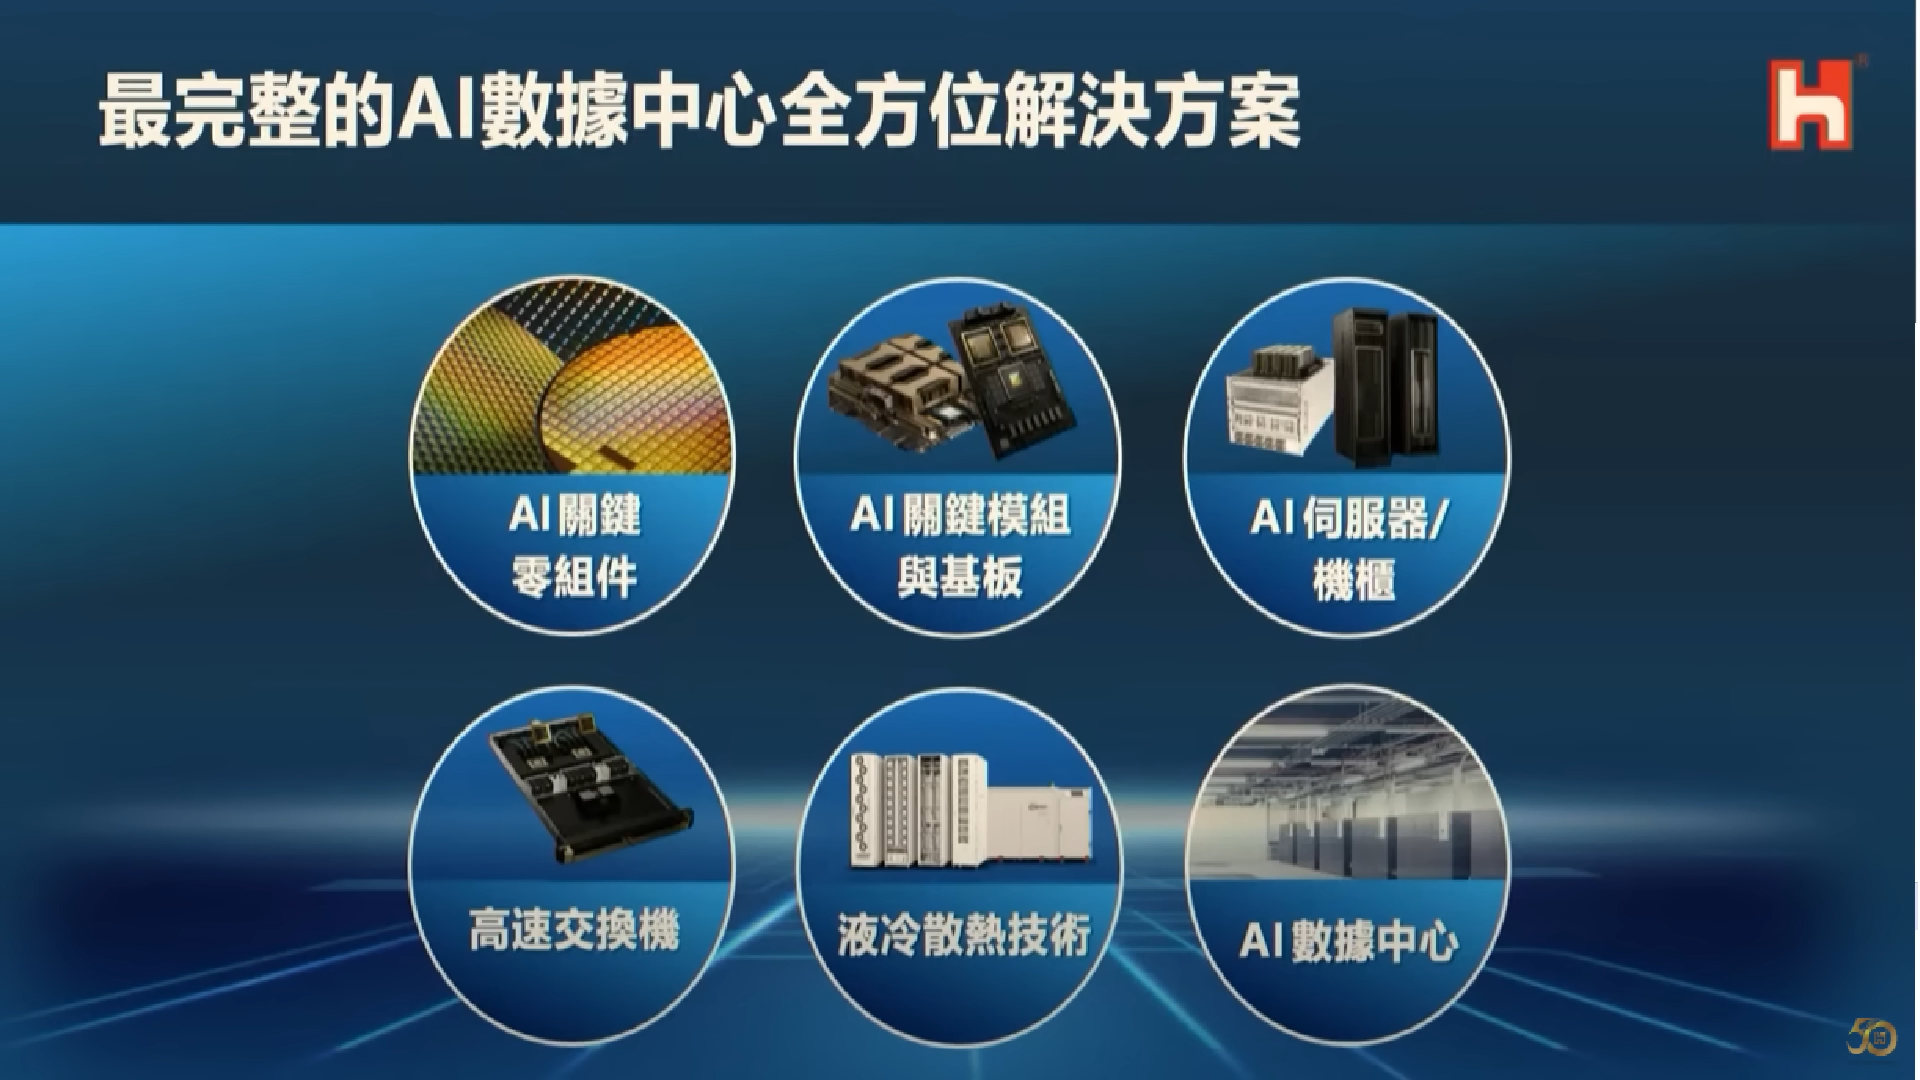 最完整的AI數據中心全方位解決方案
AI關鍵
零組件
AI關鍵模組
與基板
AI伺服器/
機櫃
高速交換機
液冷散熱技術
AI數據中心
50